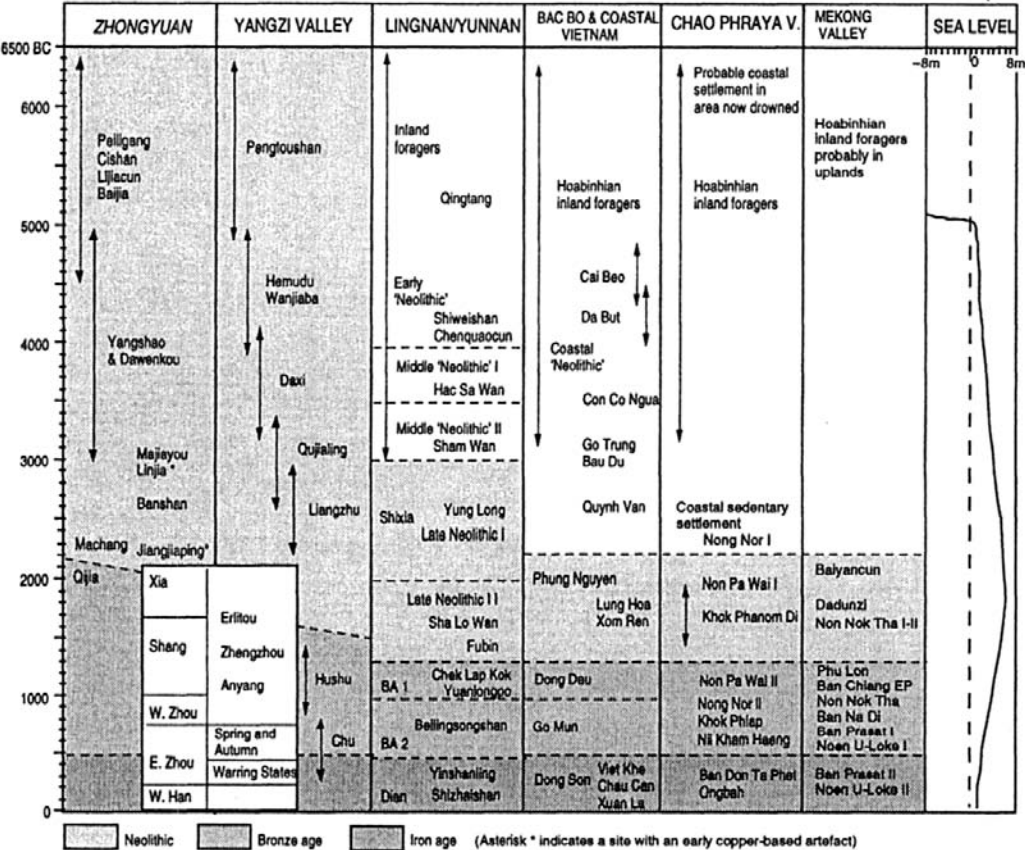 ZHONGYUAN
YANGZI VALLEY
LINGNAN/YUNNAN
BAC BO & COASTAL
VIETNAM
CHAO PHRAYA V.
MEKONG
VALLEY
SEA LEVEL
6500 BC
6000
5000
4000
3000
2000
1000
0
Peiligang
Cishan
Lijiacun
Baijia
Yangshao
& Dawenkou
Majiayou
Linjia *
Banshan
Machang
Jiangjiaping*
Qijia
Xia
Shang
W. Zhou
E. Zhou
W. Han
Erlitou
Zhengzhou
Anyang
Spring and
Autumn
Warring States
Pengtoushan
Hemudu
Wanjiaba
Daxi
Qujialing
Liangzhu
Hushu
Chu
Inland
foragers
Qingtang
Early
'Neolithic'
Shiweishan
Chenquaocun
Middle 'Neolithic' I
Hac Sa Wan
Middle 'Neolithic' II
Sham Wan
Shixia
Yung Long
Late Neolithic I
Late Neolithic II
Sha Lo Wan
Fubin
BA 1
Chek Lap Kok
Yuanlongpo
BA 2
Beilingsongshan
Yinshanling
Dian
Shizhaishan
Hoabinhian
inland foragers
Cai Beo
Da But
Coastal
'Neolithic'
Con Co Ngua
Go Trung
Bau Du
Quynh Van
Phung Nguyen
Lung Hoa
Xom Ren
Dong Dau
Go Mun
Dong Son
Viet Khe
Chau Can
Xuan La
Probable coastal
settlement in
area now drowned
Hoabinhian
inland foragers
Coastal sedentary
settlement
Nong Nor I
Non Pa Wai I
Khok Phanom Di
Non Pa Wai II
Nong Nor II
Khok Phlap
Nil Kham Haeng
Ban Don Ta Phet
Ongbah
Hoabinhian
inland foragers
probably in
uplands
Baiyancun
Dadunzi
Non Nok Tha I-II
Phu Lon
Ban Chiang EP
Non Nok Tha
Ban Na Di
Ban Prasat I
Noen U-Loke I
Ban Prasat II
Noen U-Loke II
-8m
0
8m
Neolithic
Bronze age
Iron age
(Asterisk * indicates a site with an early copper-based artefact)